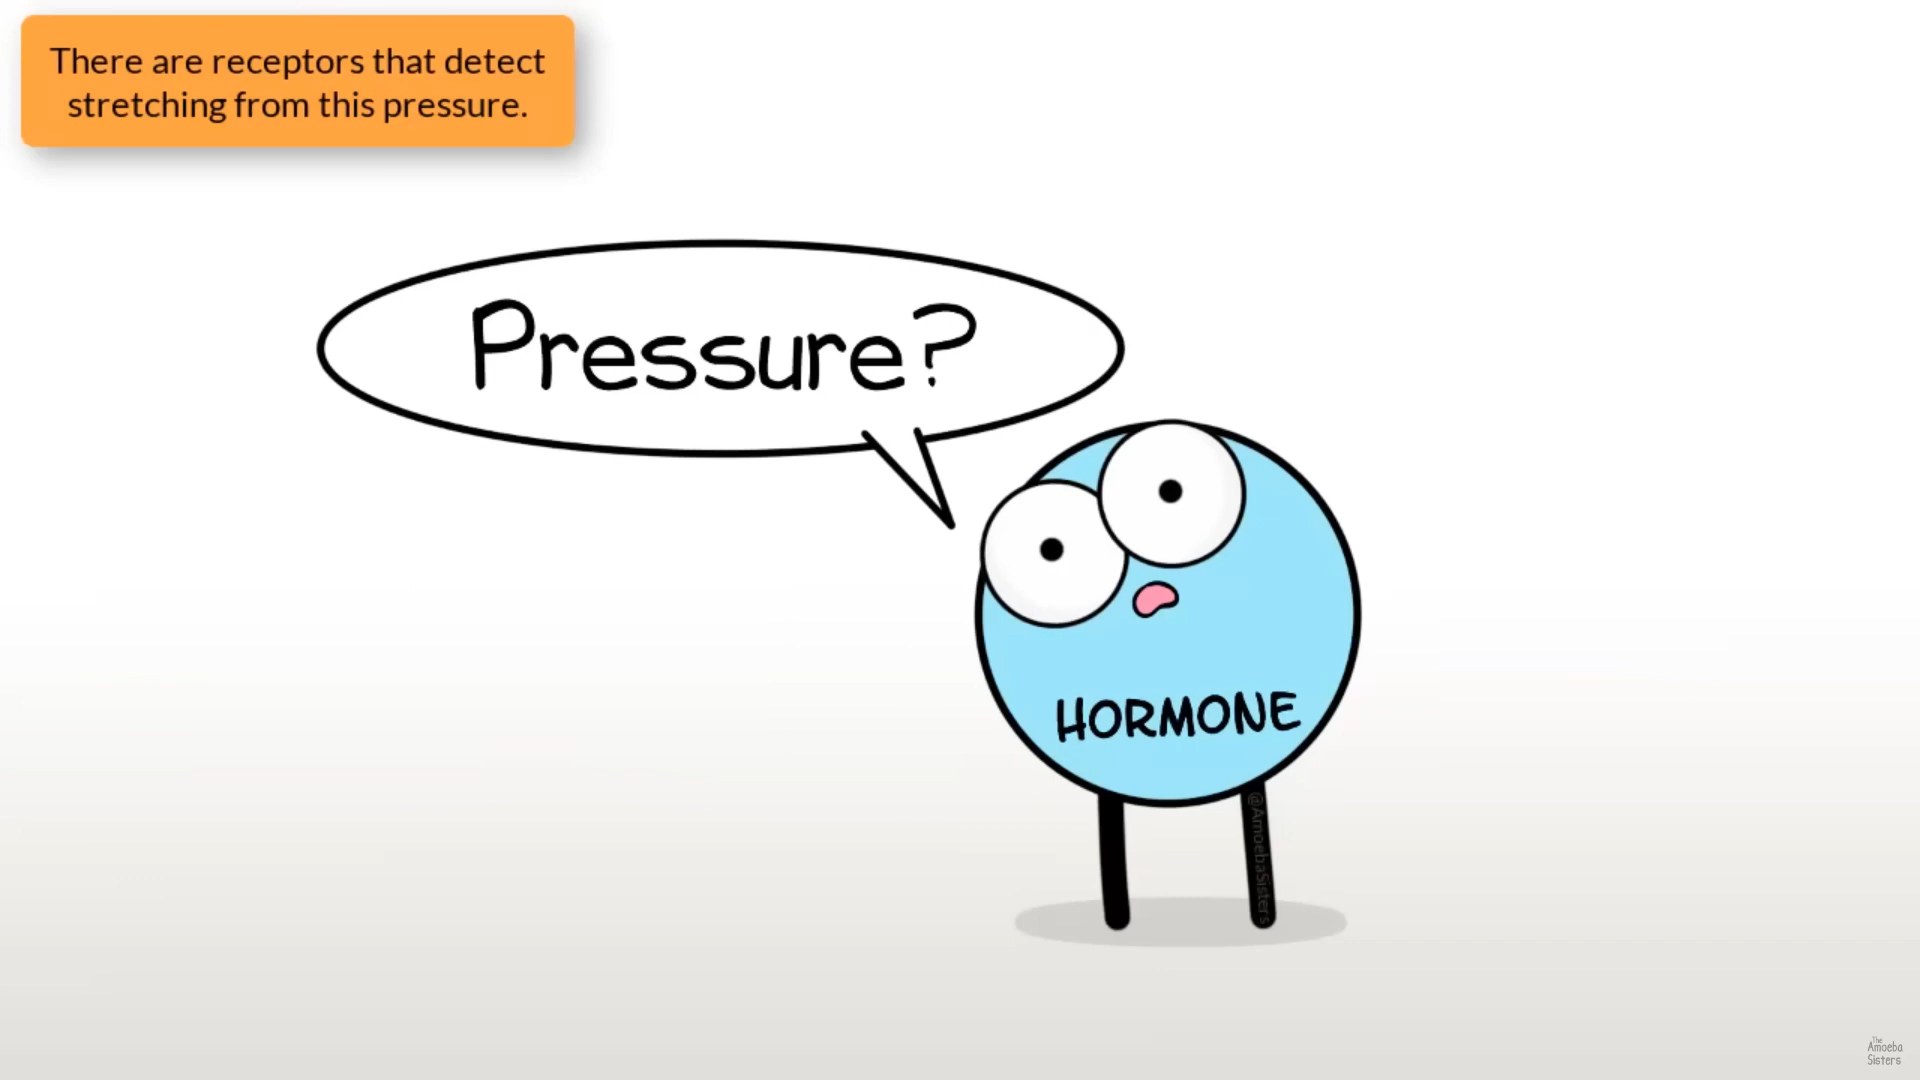 There are receptors that detect
stretching from this pressure.
Pressure?
HORMONE
@AmoebaSisters
The
Amoeba
Sisters